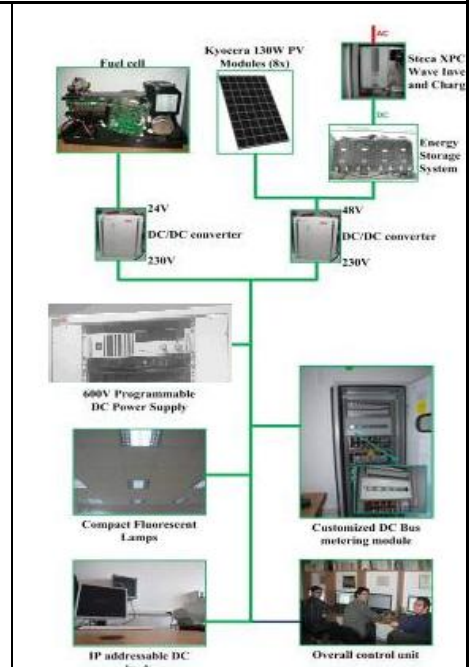 Fuel cell
Kyocera 130W PV
Modules (8x)
AC
Steca XPC
Wave Inve
and Charg
DC
Energy
Storage
System
24V
DC/DC converter
230V
48V
DC/DC converter
230V
600V Programmable
DC Power Supply
Compact Fluorescent
Lamps
Customized DC Bus
metering module
IP addressable DC
Overall control unit